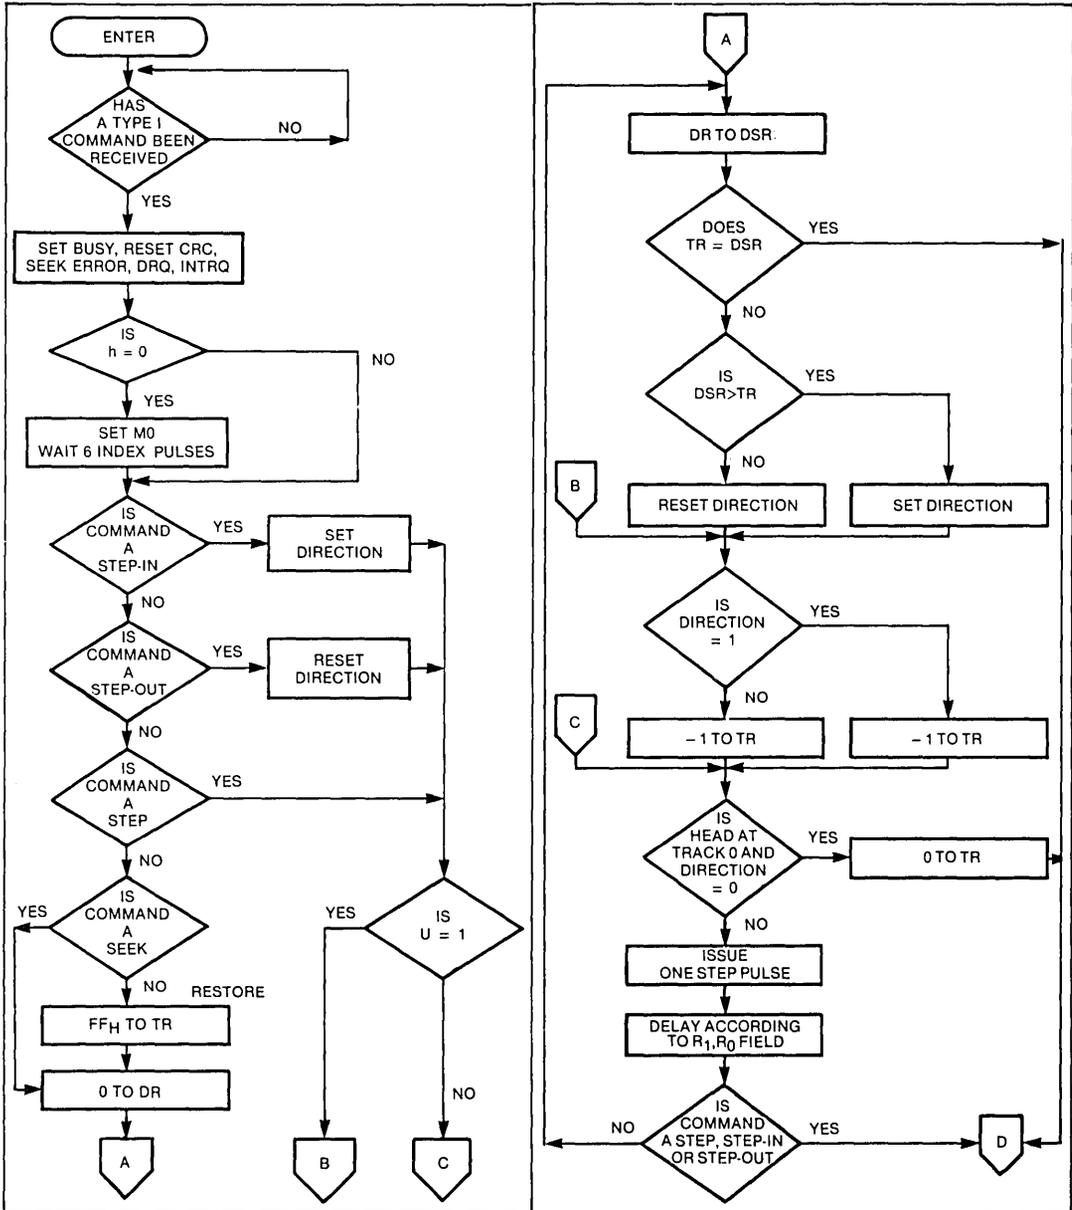 ENTER
HAS
A TYPE I
COMMAND BEEN
RECEIVED
NO
YES
SET BUSY, RESET CRC,
SEEK ERROR, DRQ, INTRQ
IS
h = 0
NO
YES
SET M0
WAIT 6 INDEX PULSES
IS
COMMAND
A
STEP-IN
YES
SET
DIRECTION
NO
IS
COMMAND
A
STEP-OUT
YES
RESET
DIRECTION
NO
IS
COMMAND
A
STEP
YES
NO
IS
COMMAND
A
SEEK
YES
NO
RESTORE
FFH TO TR
0 TO DR
A
IS
U = 1
YES
NO
B
C
A
DR TO DSR
DOES
TR = DSR
YES
NO
IS
DSR>TR
YES
NO
B
RESET DIRECTION
SET DIRECTION
IS
DIRECTION
= 1
YES
NO
C
– 1 TO TR
– 1 TO TR
IS
HEAD AT
TRACK 0 AND
DIRECTION
= 0
YES
0 TO TR
NO
ISSUE
ONE STEP PULSE
DELAY ACCORDING
TO R1,R0 FIELD
IS
COMMAND
A STEP, STEP-IN
OR STEP-OUT
NO
YES
D